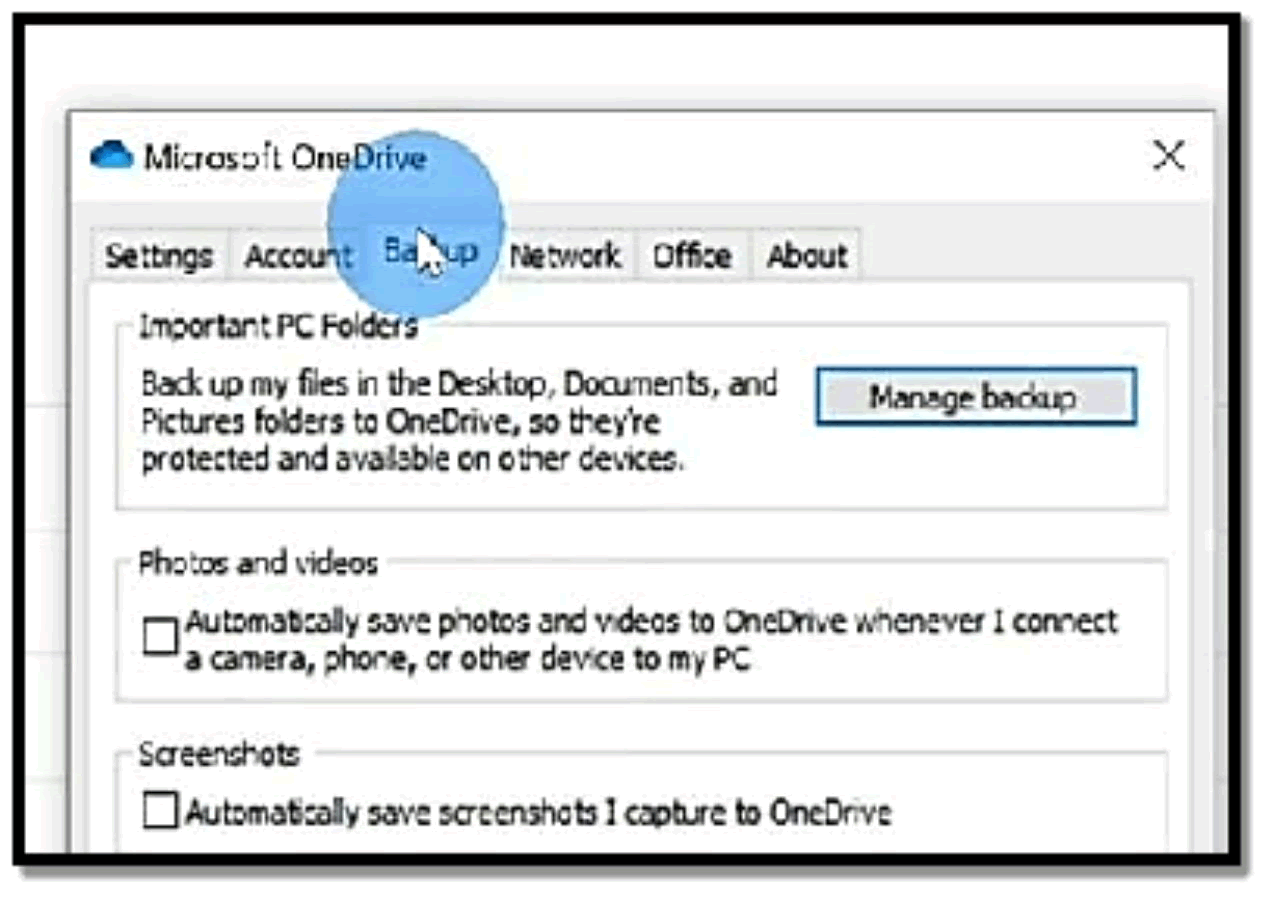 Microsoft OneDrive
Settings Account Backup Network Office About
Important PC Folders
Back up my files in the Desktop, Documents, and
Pictures folders to OneDrive, so they're
protected and available on other devices.
Manage backup
Photos and videos
Automatically save photos and videos to OneDrive whenever I connect
a camera, phone, or other device to my PC
Screenshots
Automatically save screenshots I capture to OneDrive